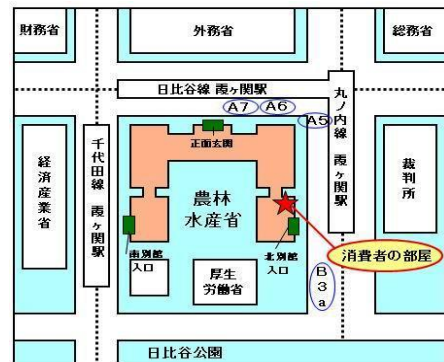 財務省
外務省
総務省
日比谷線 霞ヶ関駅
A7
A6
A5
丸ノ内線 霞ヶ関駅
正面玄関
経済産業省
千代田線 霞ヶ関駅
農林
水産省
裁判所
南別館
入口
北別館
入口
消費者の部屋
厚生
労働省
B3a
日比谷公園